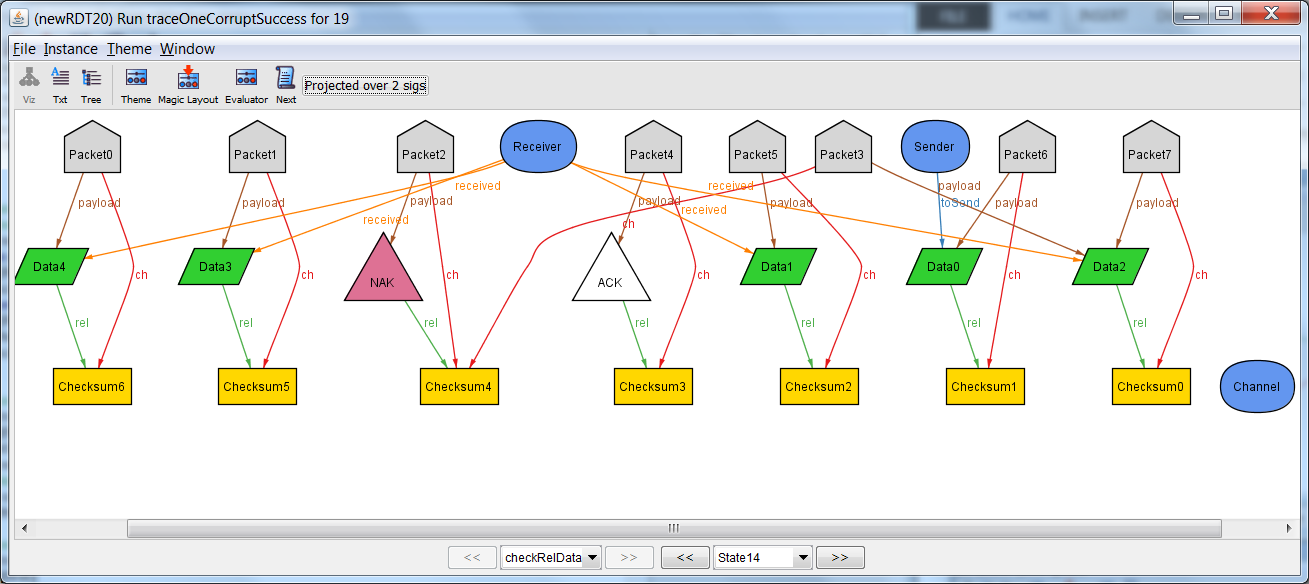 (newRDT20) Run traceOneCorruptSuccess for 19
File Instance Theme Window
Viz Txt Tree Theme Magic Layout Evaluator Next Projected over 2 sigs
Packet0 Packet1 Packet2 Receiver Packet4 Packet5 Packet3 Sender Packet6 Packet7
received received payload
payload payload payload payload payload toSend payload payload
received
received ch
Data4 Data3 NAK ACK Data1 Data0 Data2
ch ch ch ch ch ch ch
rel rel rel rel rel rel rel
Checksum6 Checksum5 Checksum4 Checksum3 Checksum2 Checksum1 Checksum0 Channel
<< checkRelData >> << State14 >>